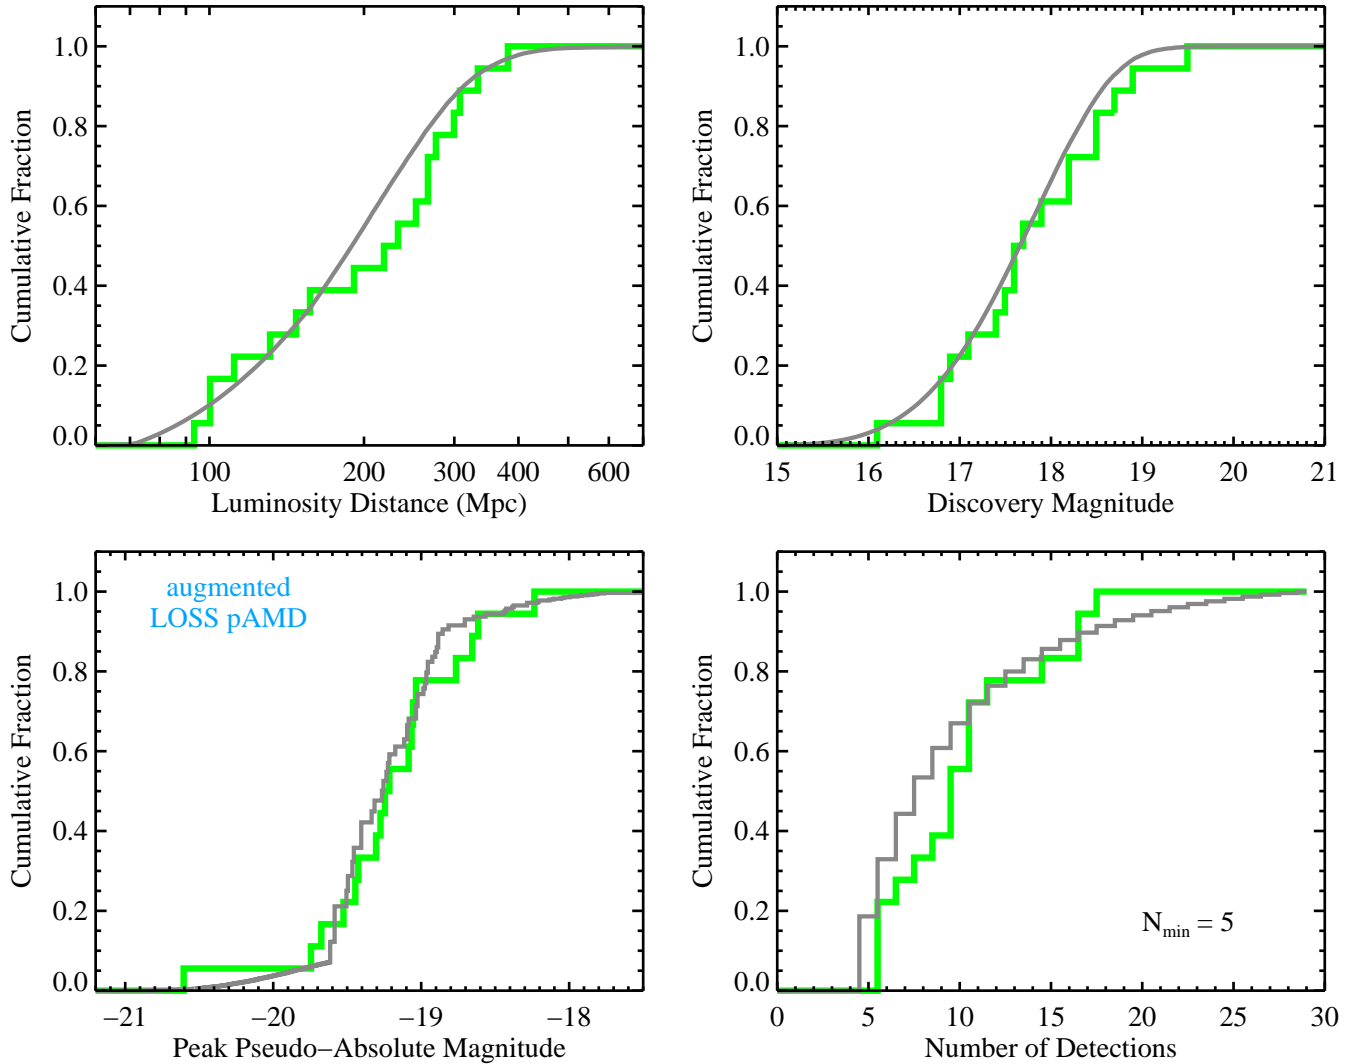 1.0
0.8
0.6
0.4
0.2
0.0
Cumulative Fraction
100 200 300 400 600
Luminosity Distance (Mpc)
1.0
0.8
0.6
0.4
0.2
0.0
Cumulative Fraction
15 16 17 18 19 20 21
Discovery Magnitude
augmented
LOSS pAMD
1.0
0.8
0.6
0.4
0.2
0.0
Cumulative Fraction
−21 −20 −19 −18
Peak Pseudo−Absolute Magnitude
1.0
0.8
0.6
0.4
0.2
0.0
Cumulative Fraction
N_min = 5
0 5 10 15 20 25 30
Number of Detections